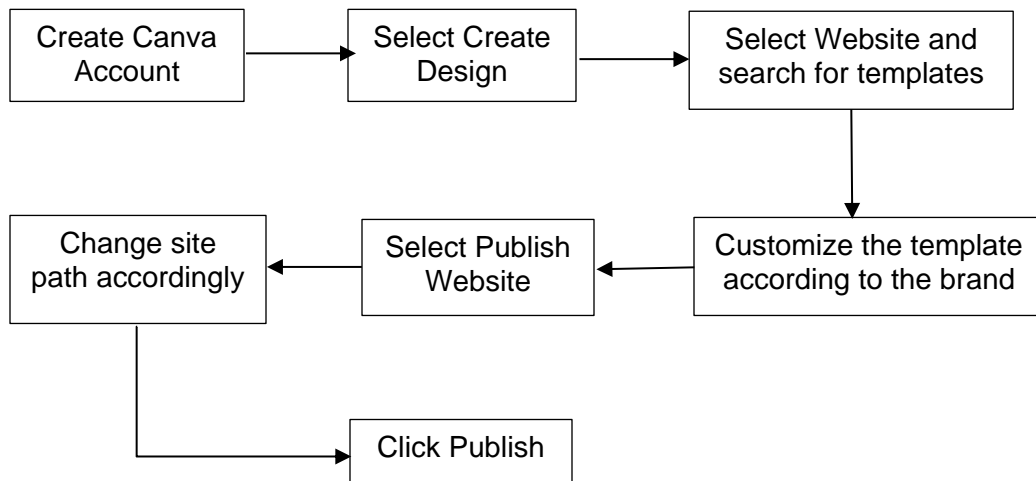 Create Canva
Account
Select Create
Design
Select Website and
search for templates
Customize the template
according to the brand
Select Publish
Website
Change site
path accordingly
Click Publish